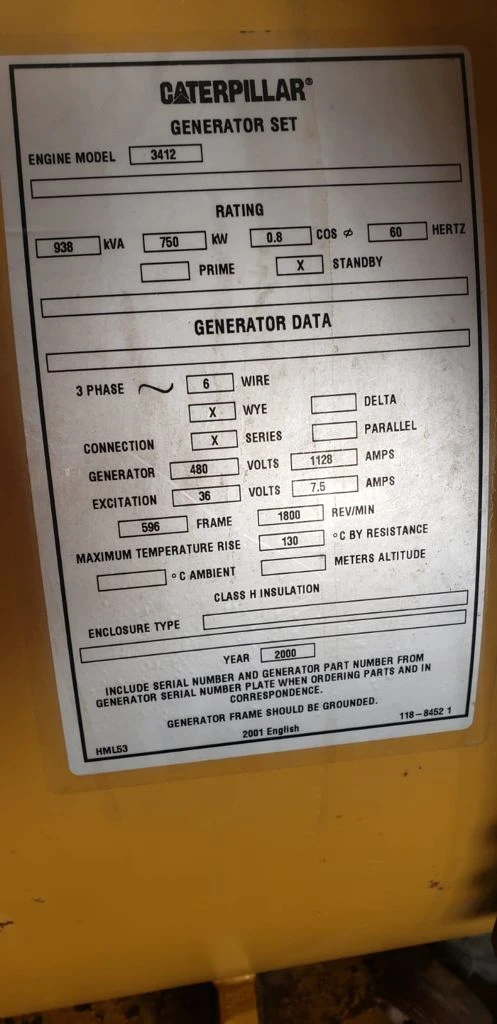 CATERPILLAR®
GENERATOR SET
ENGINE MODEL 3412
RATING
938 kVA 750 kW 0.8 COS ⌀ 60 HERTZ
PRIME X STANDBY
GENERATOR DATA
3 PHASE ~ 6 WIRE
X WYE DELTA
CONNECTION X SERIES PARALLEL
GENERATOR 480 VOLTS 1128 AMPS
EXCITATION 36 VOLTS 7.5 AMPS
596 FRAME 1800 REV/MIN
MAXIMUM TEMPERATURE RISE 130 °C BY RESISTANCE
°C AMBIENT METERS ALTITUDE
CLASS H INSULATION
ENCLOSURE TYPE
YEAR 2000
INCLUDE SERIAL NUMBER AND GENERATOR PART NUMBER FROM
GENERATOR SERIAL NUMBER PLATE WHEN ORDERING PARTS AND IN
CORRESPONDENCE.
GENERATOR FRAME SHOULD BE GROUNDED.
HML53 2001 English 118-8452 1